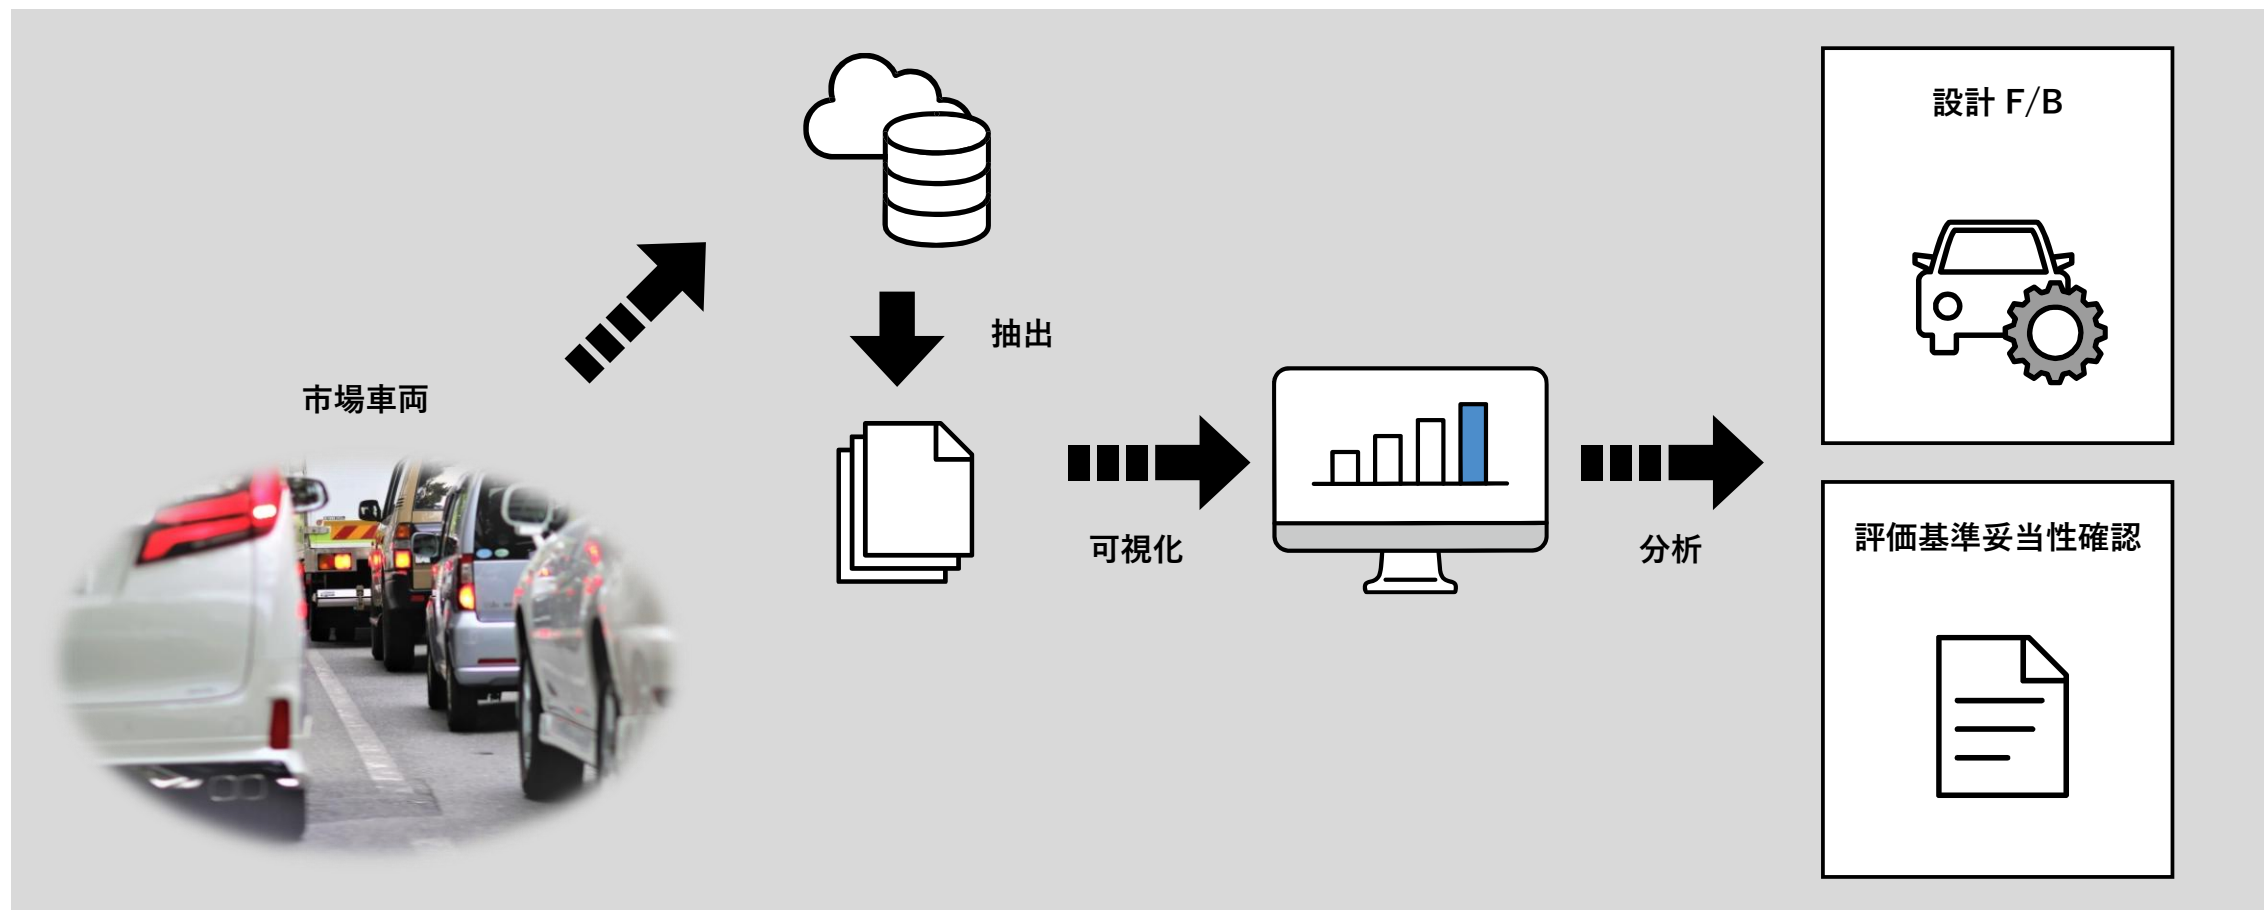 市場車両
抽出
可視化
分析
設計 F/B
評価基準妥当性確認